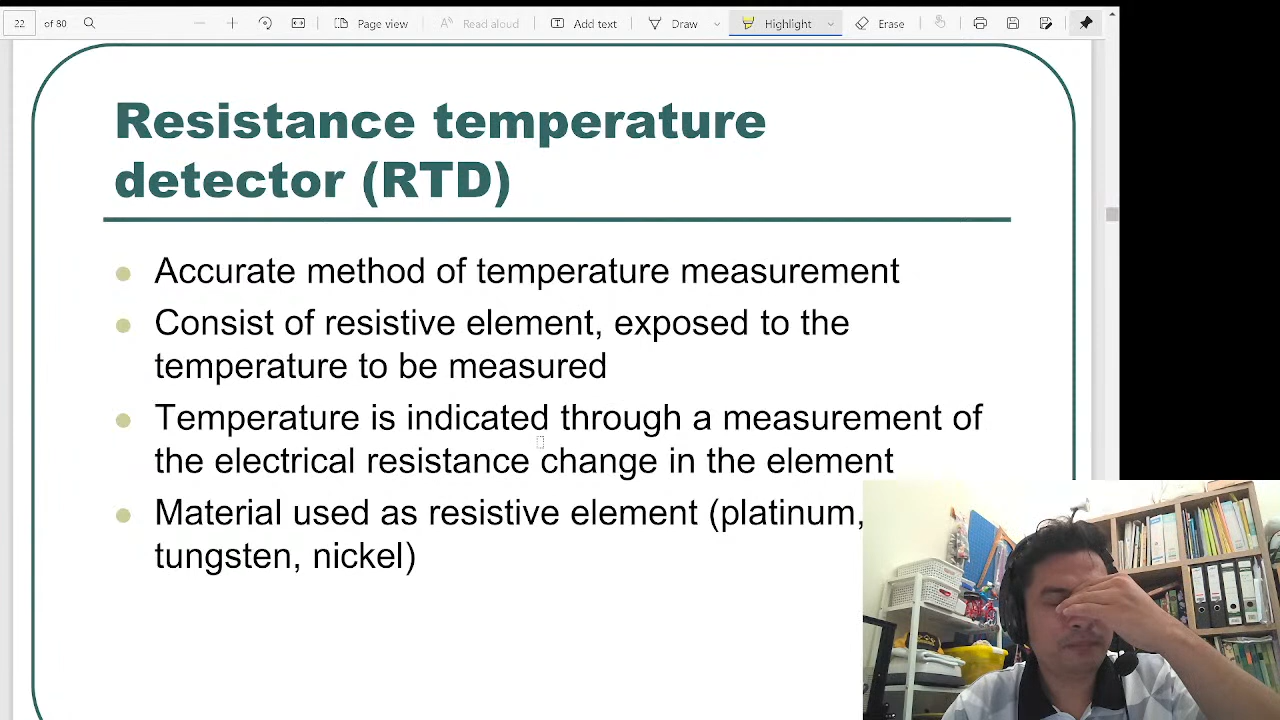 22 of 80 Page view Read aloud Add text Draw Highlight Erase
Resistance temperature
detector (RTD)
Accurate method of temperature measurement
Consist of resistive element, exposed to the
temperature to be measured
Temperature is indicated through a measurement of
the electrical resistance change in the element
Material used as resistive element (platinum,
tungsten, nickel)